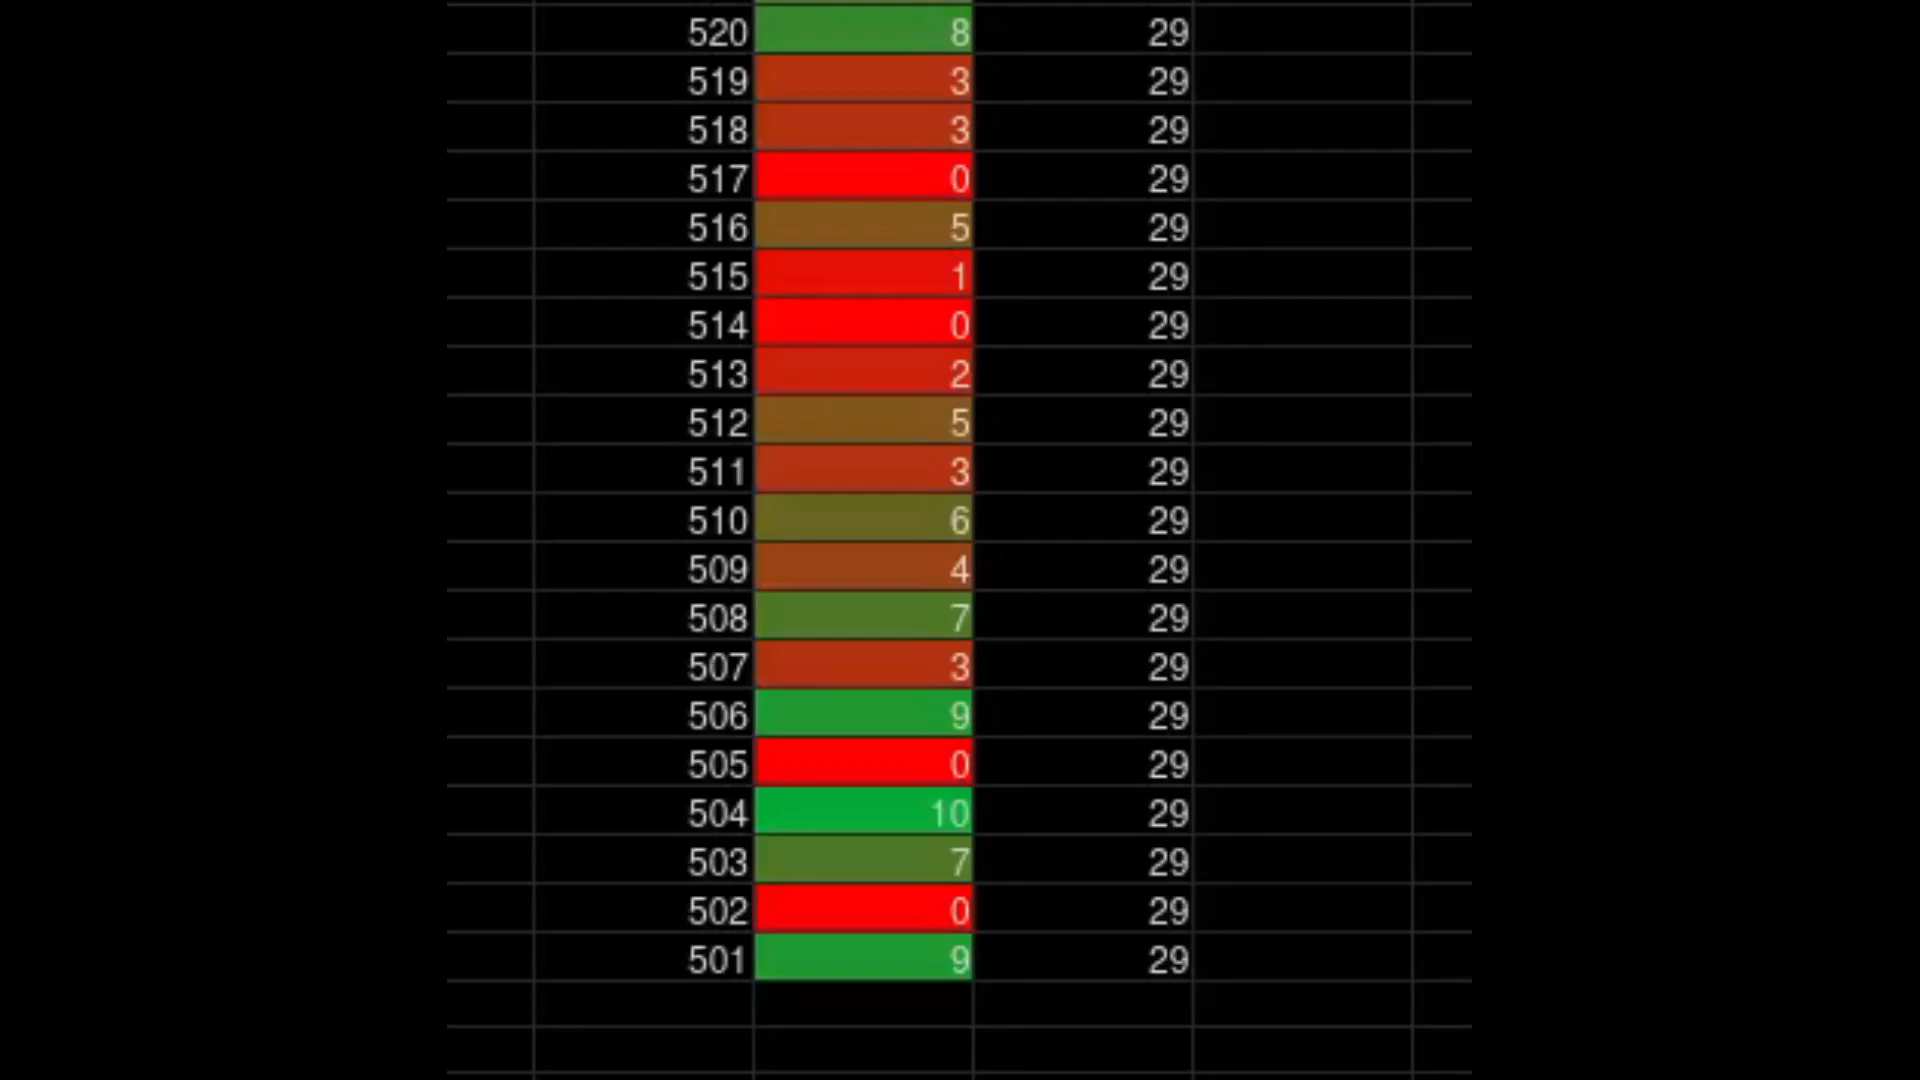 520 8 29
519 3 29
518 3 29
517 0 29
516 5 29
515 1 29
514 0 29
513 2 29
512 5 29
511 3 29
510 6 29
509 4 29
508 7 29
507 3 29
506 9 29
505 0 29
504 10 29
503 7 29
502 0 29
501 9 29